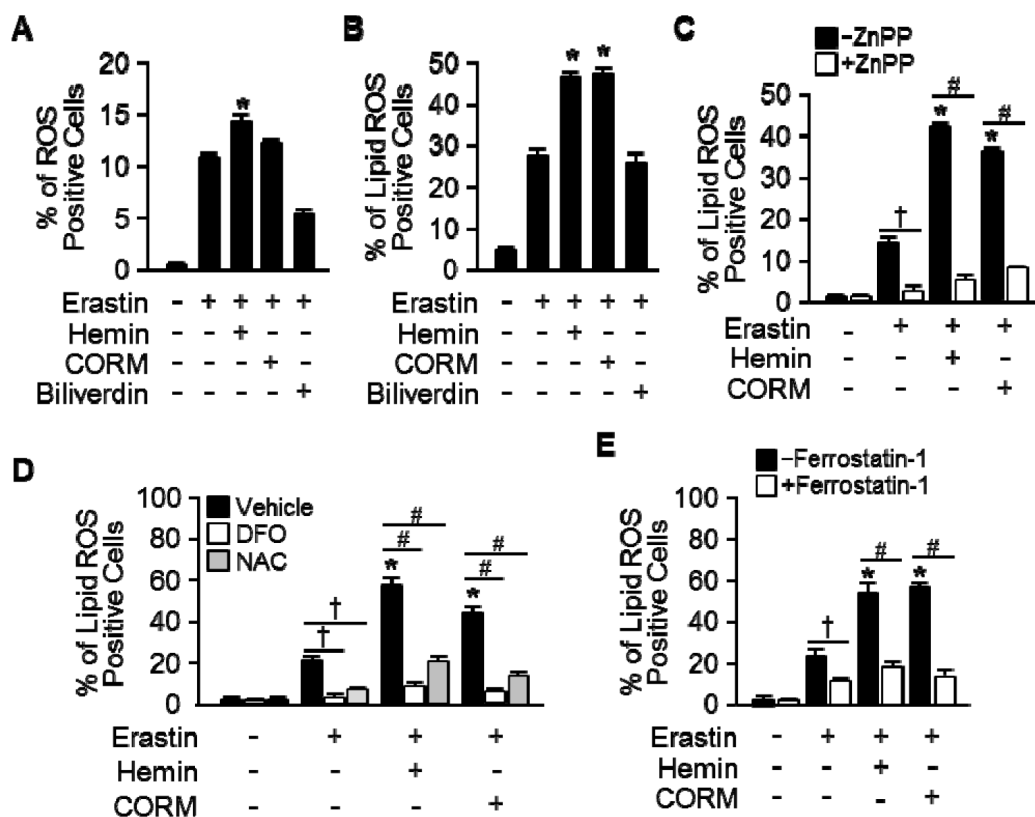 A
% of ROS
Positive Cells
15
10
5
0
*
Erastin - + + + +
Hemin - - + - -
CORM - - - + -
Biliverdin - - - - +
B
% of Lipid ROS
Positive Cells
50
40
30
20
10
0
* *
Erastin - + + + +
Hemin - - + - -
CORM - - - + -
Biliverdin - - - - +
C
–ZnPP
+ZnPP
% of Lipid ROS
Positive Cells
50
40
30
20
10
0
† * # * #
Erastin - + + +
Hemin - - + -
CORM - - - +
D
Vehicle
DFO
NAC
% of Lipid ROS
Positive Cells
100
80
60
40
20
0
† † * # # * # #
Erastin - + + +
Hemin - - + -
CORM - - - +
E
–Ferrostatin-1
+Ferrostatin-1
% of Lipid ROS
Positive Cells
100
80
60
40
20
0
† * # * #
Erastin - + + +
Hemin - - + -
CORM - - - +